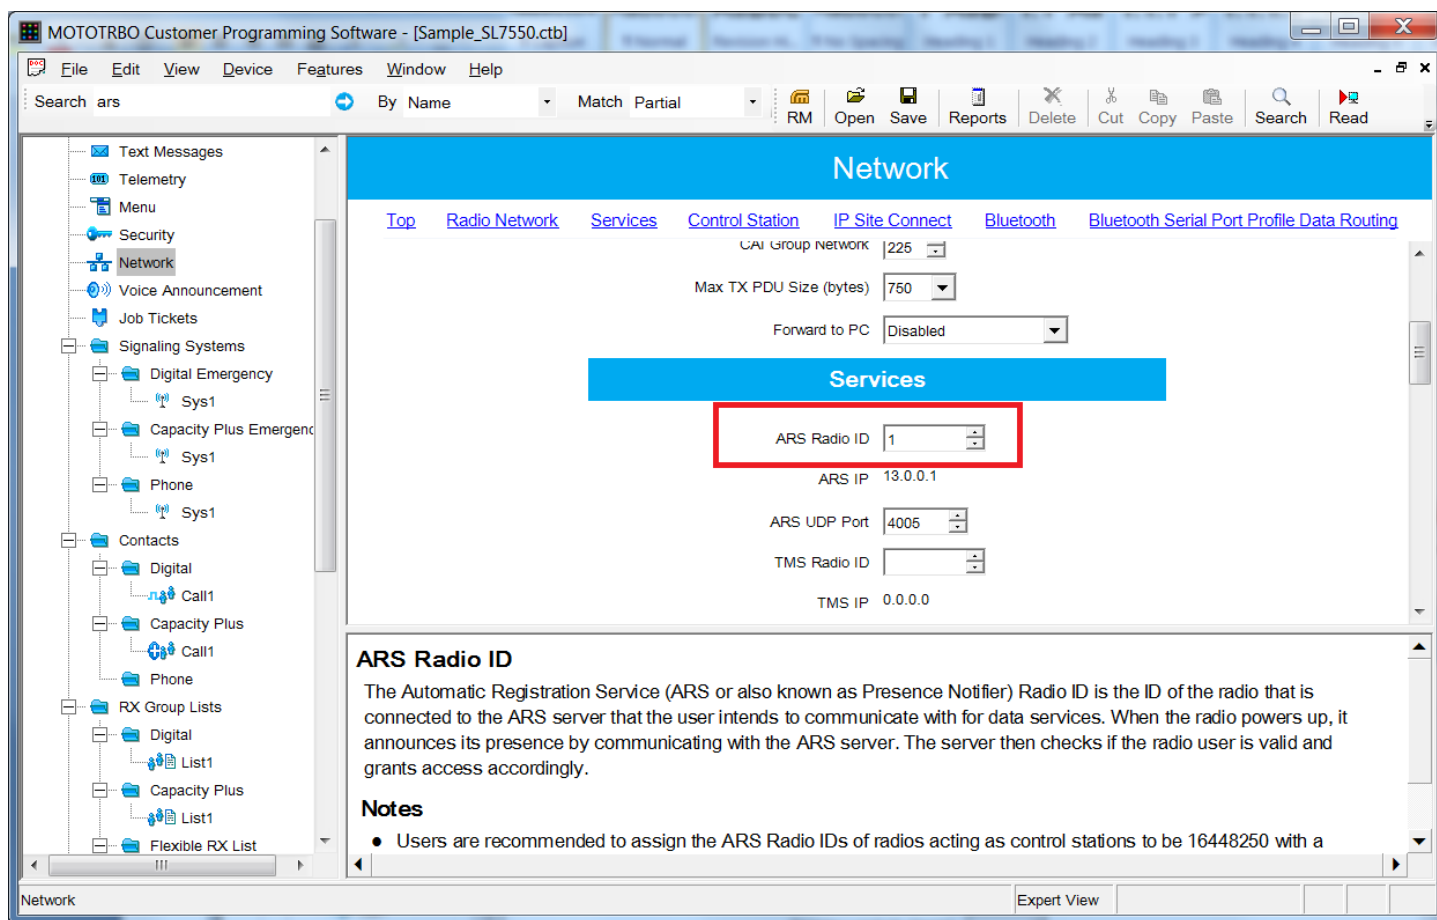 MOTOTRBO Customer Programming Software - [Sample_SL7550.ctb]
File Edit View Device Features Window Help
Search ars By Name Match Partial RM Open Save Reports Delete Cut Copy Paste Search Read
Text Messages
Telemetry
Menu
Security
Network
Voice Announcement
Job Tickets
Signaling Systems
Digital Emergency
Sys1
Capacity Plus Emergenc
Sys1
Phone
Sys1
Contacts
Digital
Call1
Capacity Plus
Call1
Phone
RX Group Lists
Digital
List1
Capacity Plus
List1
Flexible RX List
Network
Top Radio Network Services Control Station IP Site Connect Bluetooth Bluetooth Serial Port Profile Data Routing
CAI Group Network 225
Max TX PDU Size (bytes) 750
Forward to PC Disabled
Services
ARS Radio ID 1
ARS IP 13.0.0.1
ARS UDP Port 4005
TMS Radio ID
TMS IP 0.0.0.0
ARS Radio ID
The Automatic Registration Service (ARS or also known as Presence Notifier) Radio ID is the ID of the radio that is
connected to the ARS server that the user intends to communicate with for data services. When the radio powers up, it
announces its presence by communicating with the ARS server. The server then checks if the radio user is valid and
grants access accordingly.
Notes
● Users are recommended to assign the ARS Radio IDs of radios acting as control stations to be 16448250 with a
Network Expert View